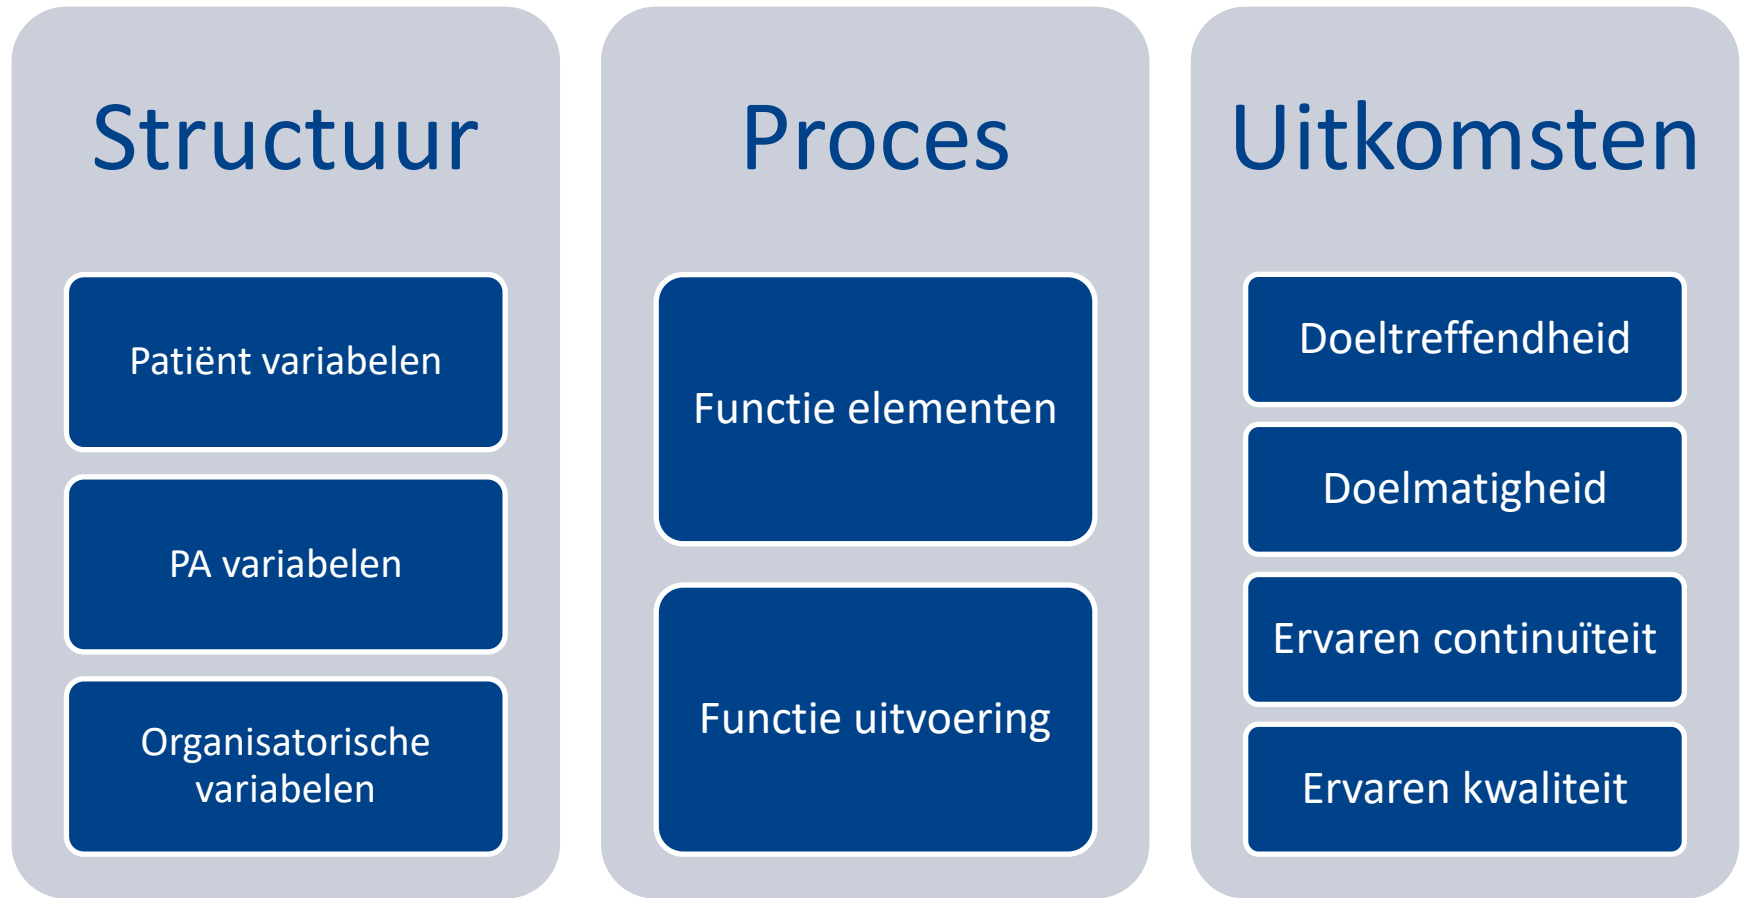 Structuur
Patiënt variabelen
PA variabelen
Organisatorische
variabelen
Proces
Functie elementen
Functie uitvoering
Uitkomsten
Doeltreffendheid
Doelmatigheid
Ervaren continuïteit
Ervaren kwaliteit